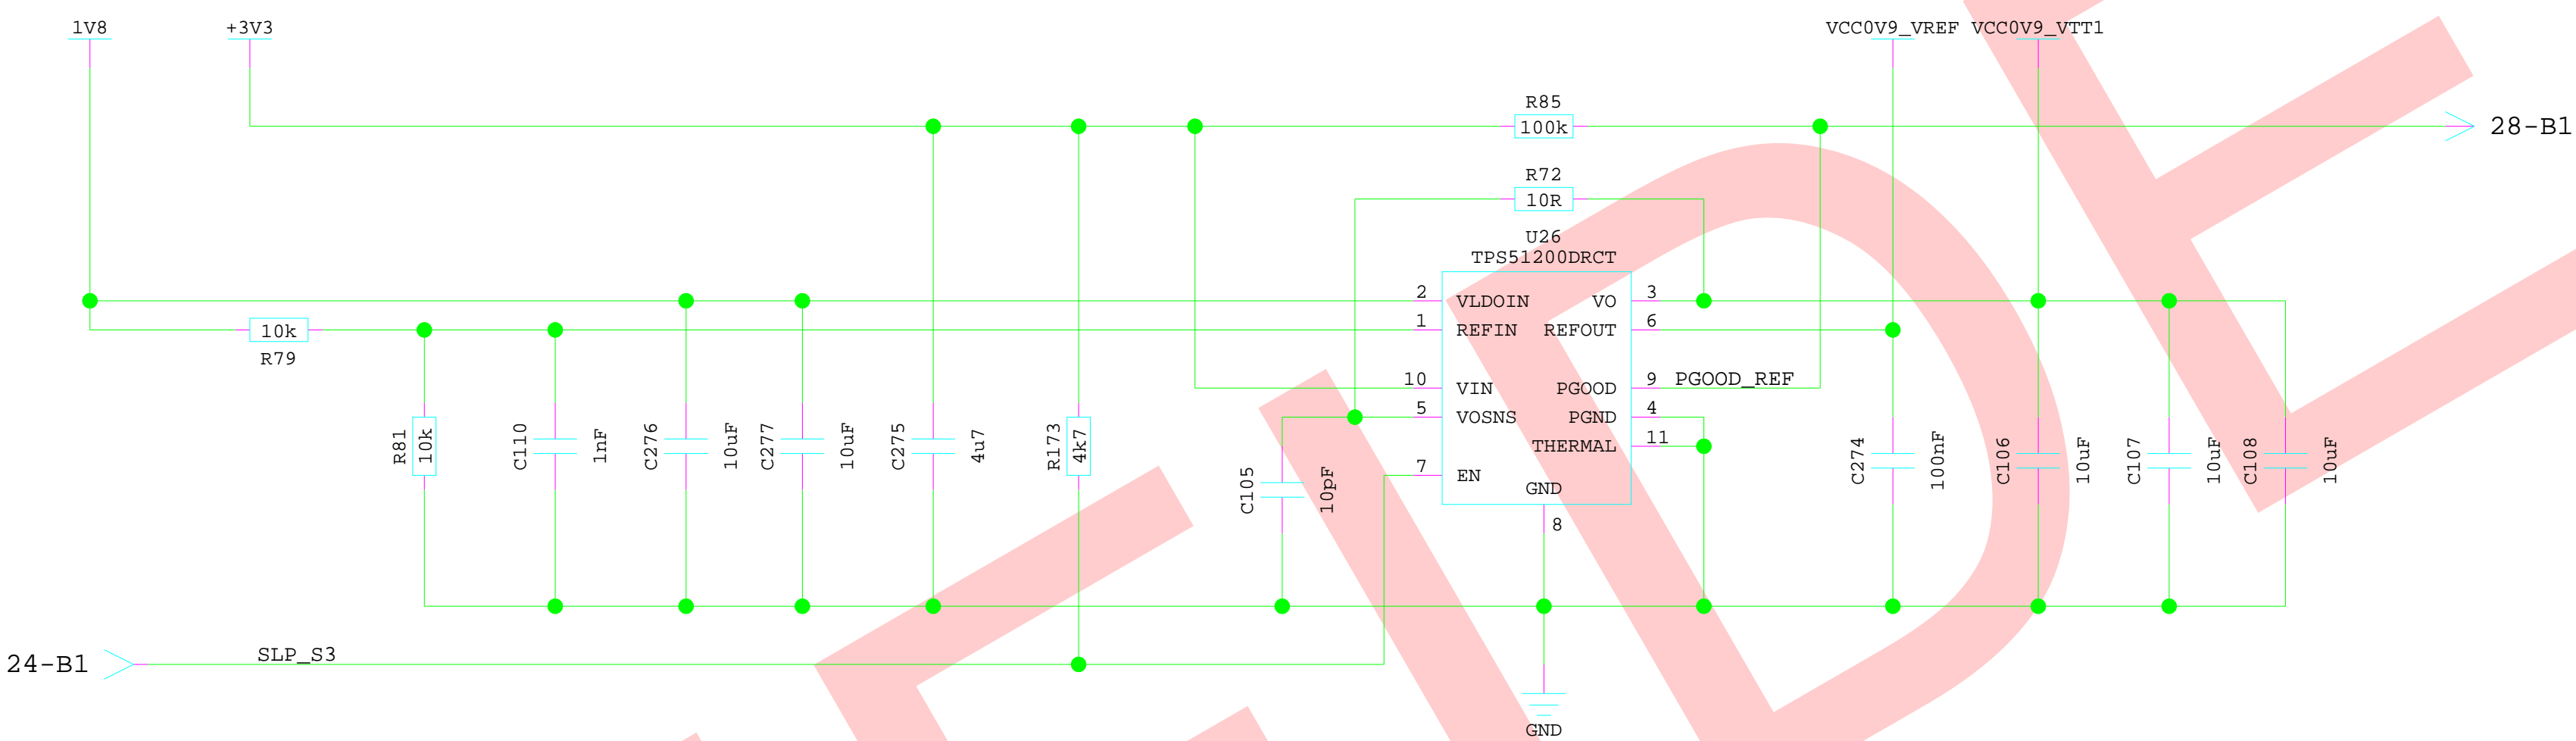 1V8
+3V3
VCC0V9_VREF
VCC0V9_VTT1
R85
100k
28-B1
R72
10R
U26
TPS51200DRCT
2
VLDOIN
VO
3
1
REFIN
REFOUT
6
10k
R79
10
VIN
PGOOD
9
PGOOD_REF
5
VOSNS
PGND
4
THERMAL
11
7
EN
GND
8
R81
10k
C110
1nF
C276
10uF
C277
10uF
C275
4u7
R173
4k7
C105
10pF
C274
100nF
C106
10uF
C107
10uF
C108
10uF
24-B1
SLP_S3
GND